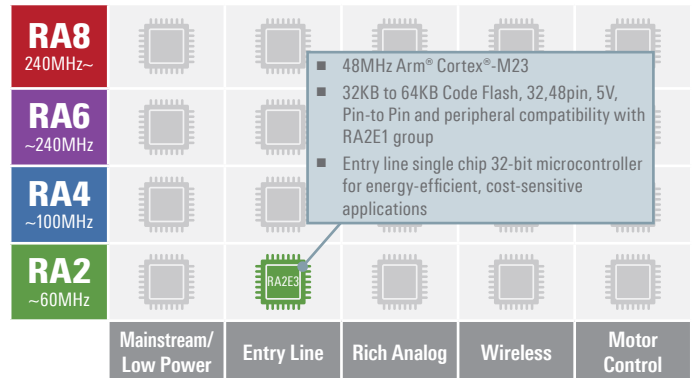 RA8
240MHz~
RA6
~240MHz
RA4
~100MHz
RA2
~60MHz
■ 48MHz Arm® Cortex®-M23
■ 32KB to 64KB Code Flash, 32,48pin, 5V,
Pin-to Pin and peripheral compatibility with
RA2E1 group
■ Entry line single chip 32-bit microcontroller
for energy-efficient, cost-sensitive
applications
RA2E3
Mainstream/
Low Power
Entry Line
Rich Analog
Wireless
Motor
Control